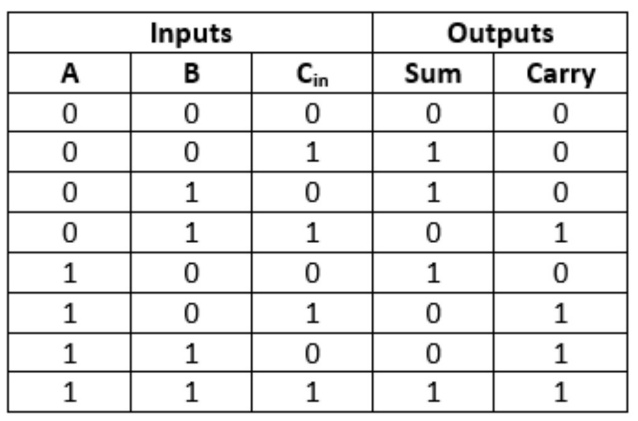 Inputs Outputs
A B Cin Sum Carry
0 0 0 0 0
0 0 1 1 0
0 1 0 1 0
0 1 1 0 1
1 0 0 1 0
1 0 1 0 1
1 1 0 0 1
1 1 1 1 1